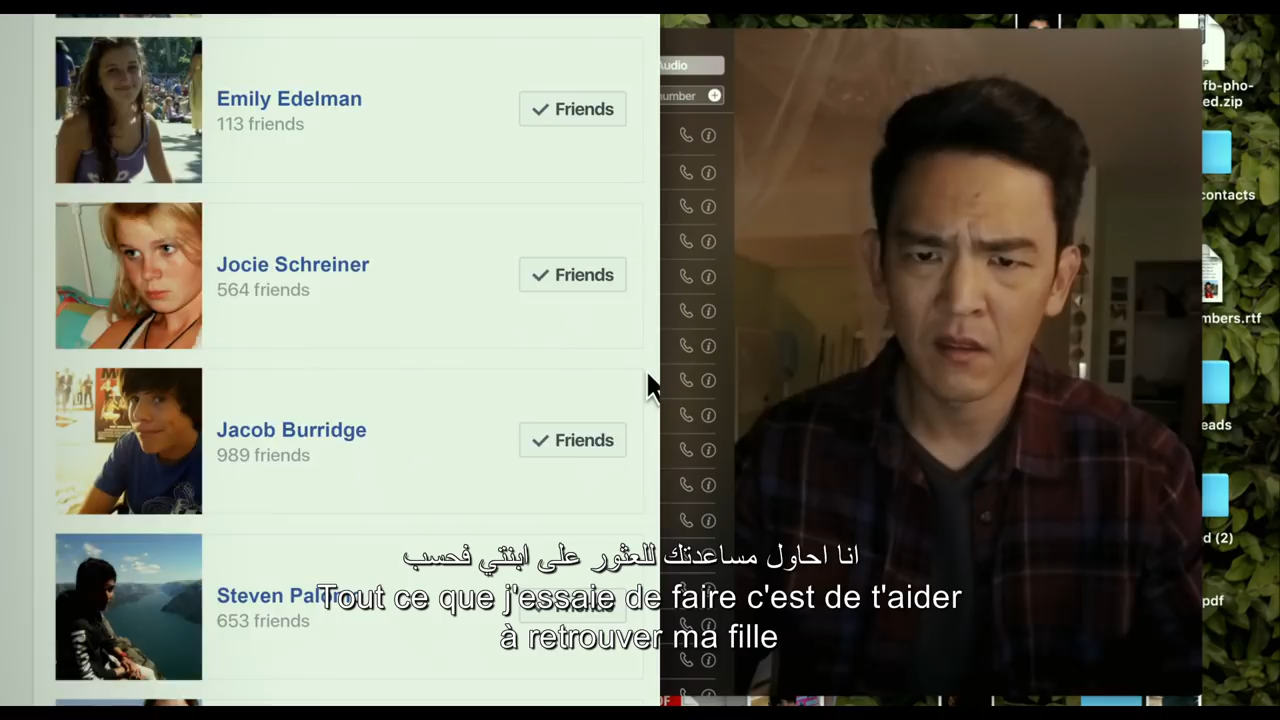 Emily Edelman
113 friends
Friends
Jocie Schreiner
564 friends
Friends
Jacob Burridge
989 friends
Friends
Steven
653 friends
Audio
number
fb-pho-
ed.zip
contacts
mbers.rtf
eads
d (2)
pdf
انا احاول مساعدتك للعثور على ابنتي فحسب
Tout ce que j'essaie de faire c'est de t'aider
à retrouver ma fille